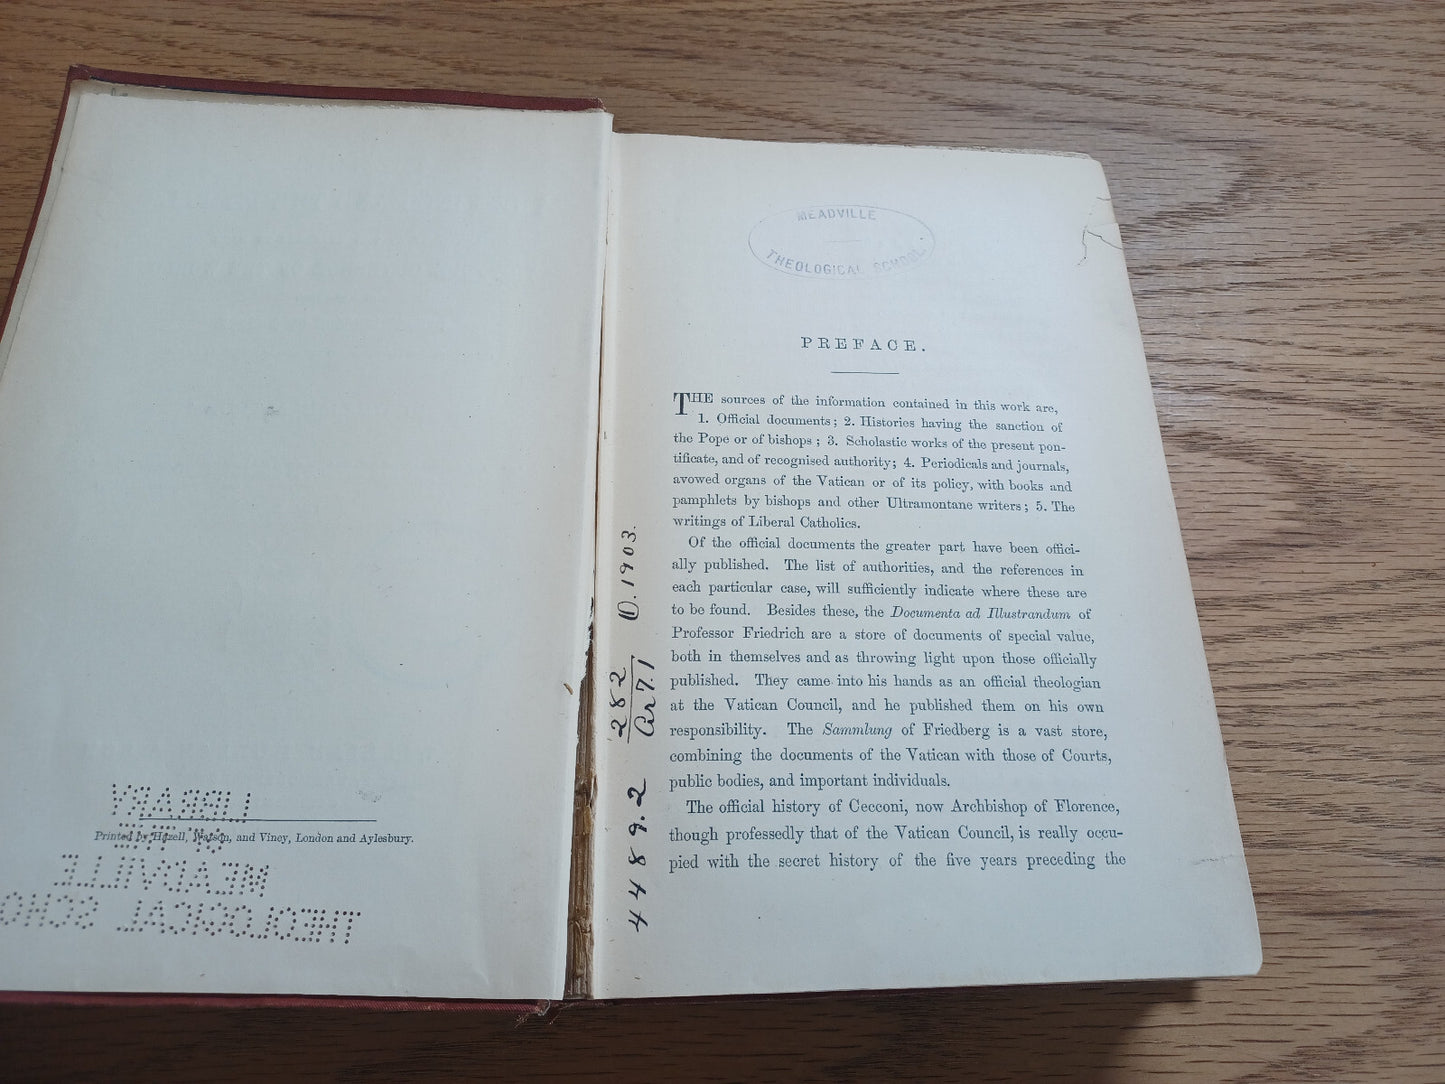 LIBRARY
Printed by Hazell, Watson, and Viney, London and Aylesbury.
MEADVILLE
THEOLOGICAL SCHO
MEADVILLE
THEOLOGICAL SCHOOL.
PREFACE.
THE sources of the information contained in this work are,
1. Official documents; 2. Histories having the sanction of
the Pope or of bishops; 3. Scholastic works of the present pon-
tificate, and of recognised authority; 4. Periodicals and journals,
avowed organs of the Vatican or of its policy, with books and
pamphlets by bishops and other Ultramontane writers; 5. The
writings of Liberal Catholics.
Of the official documents the greater part have been offici-
ally published. The list of authorities, and the references in
each particular case, will sufficiently indicate where these are
to be found. Besides these, the Documenta ad Illustrandum of
Professor Friedrich are a store of documents of special value,
both in themselves and as throwing light upon those officially
published. They came into his hands as an official theologian
at the Vatican Council, and he published them on his own
responsibility. The Sammlung of Friedberg is a vast store,
combining the documents of the Vatican with those of Courts,
public bodies, and important individuals.
The official history of Cecconi, now Archbishop of Florence,
though professedly that of the Vatican Council, is really occu-
pied with the secret history of the five years preceding the
4489.2
282
Ar7.1
1903.